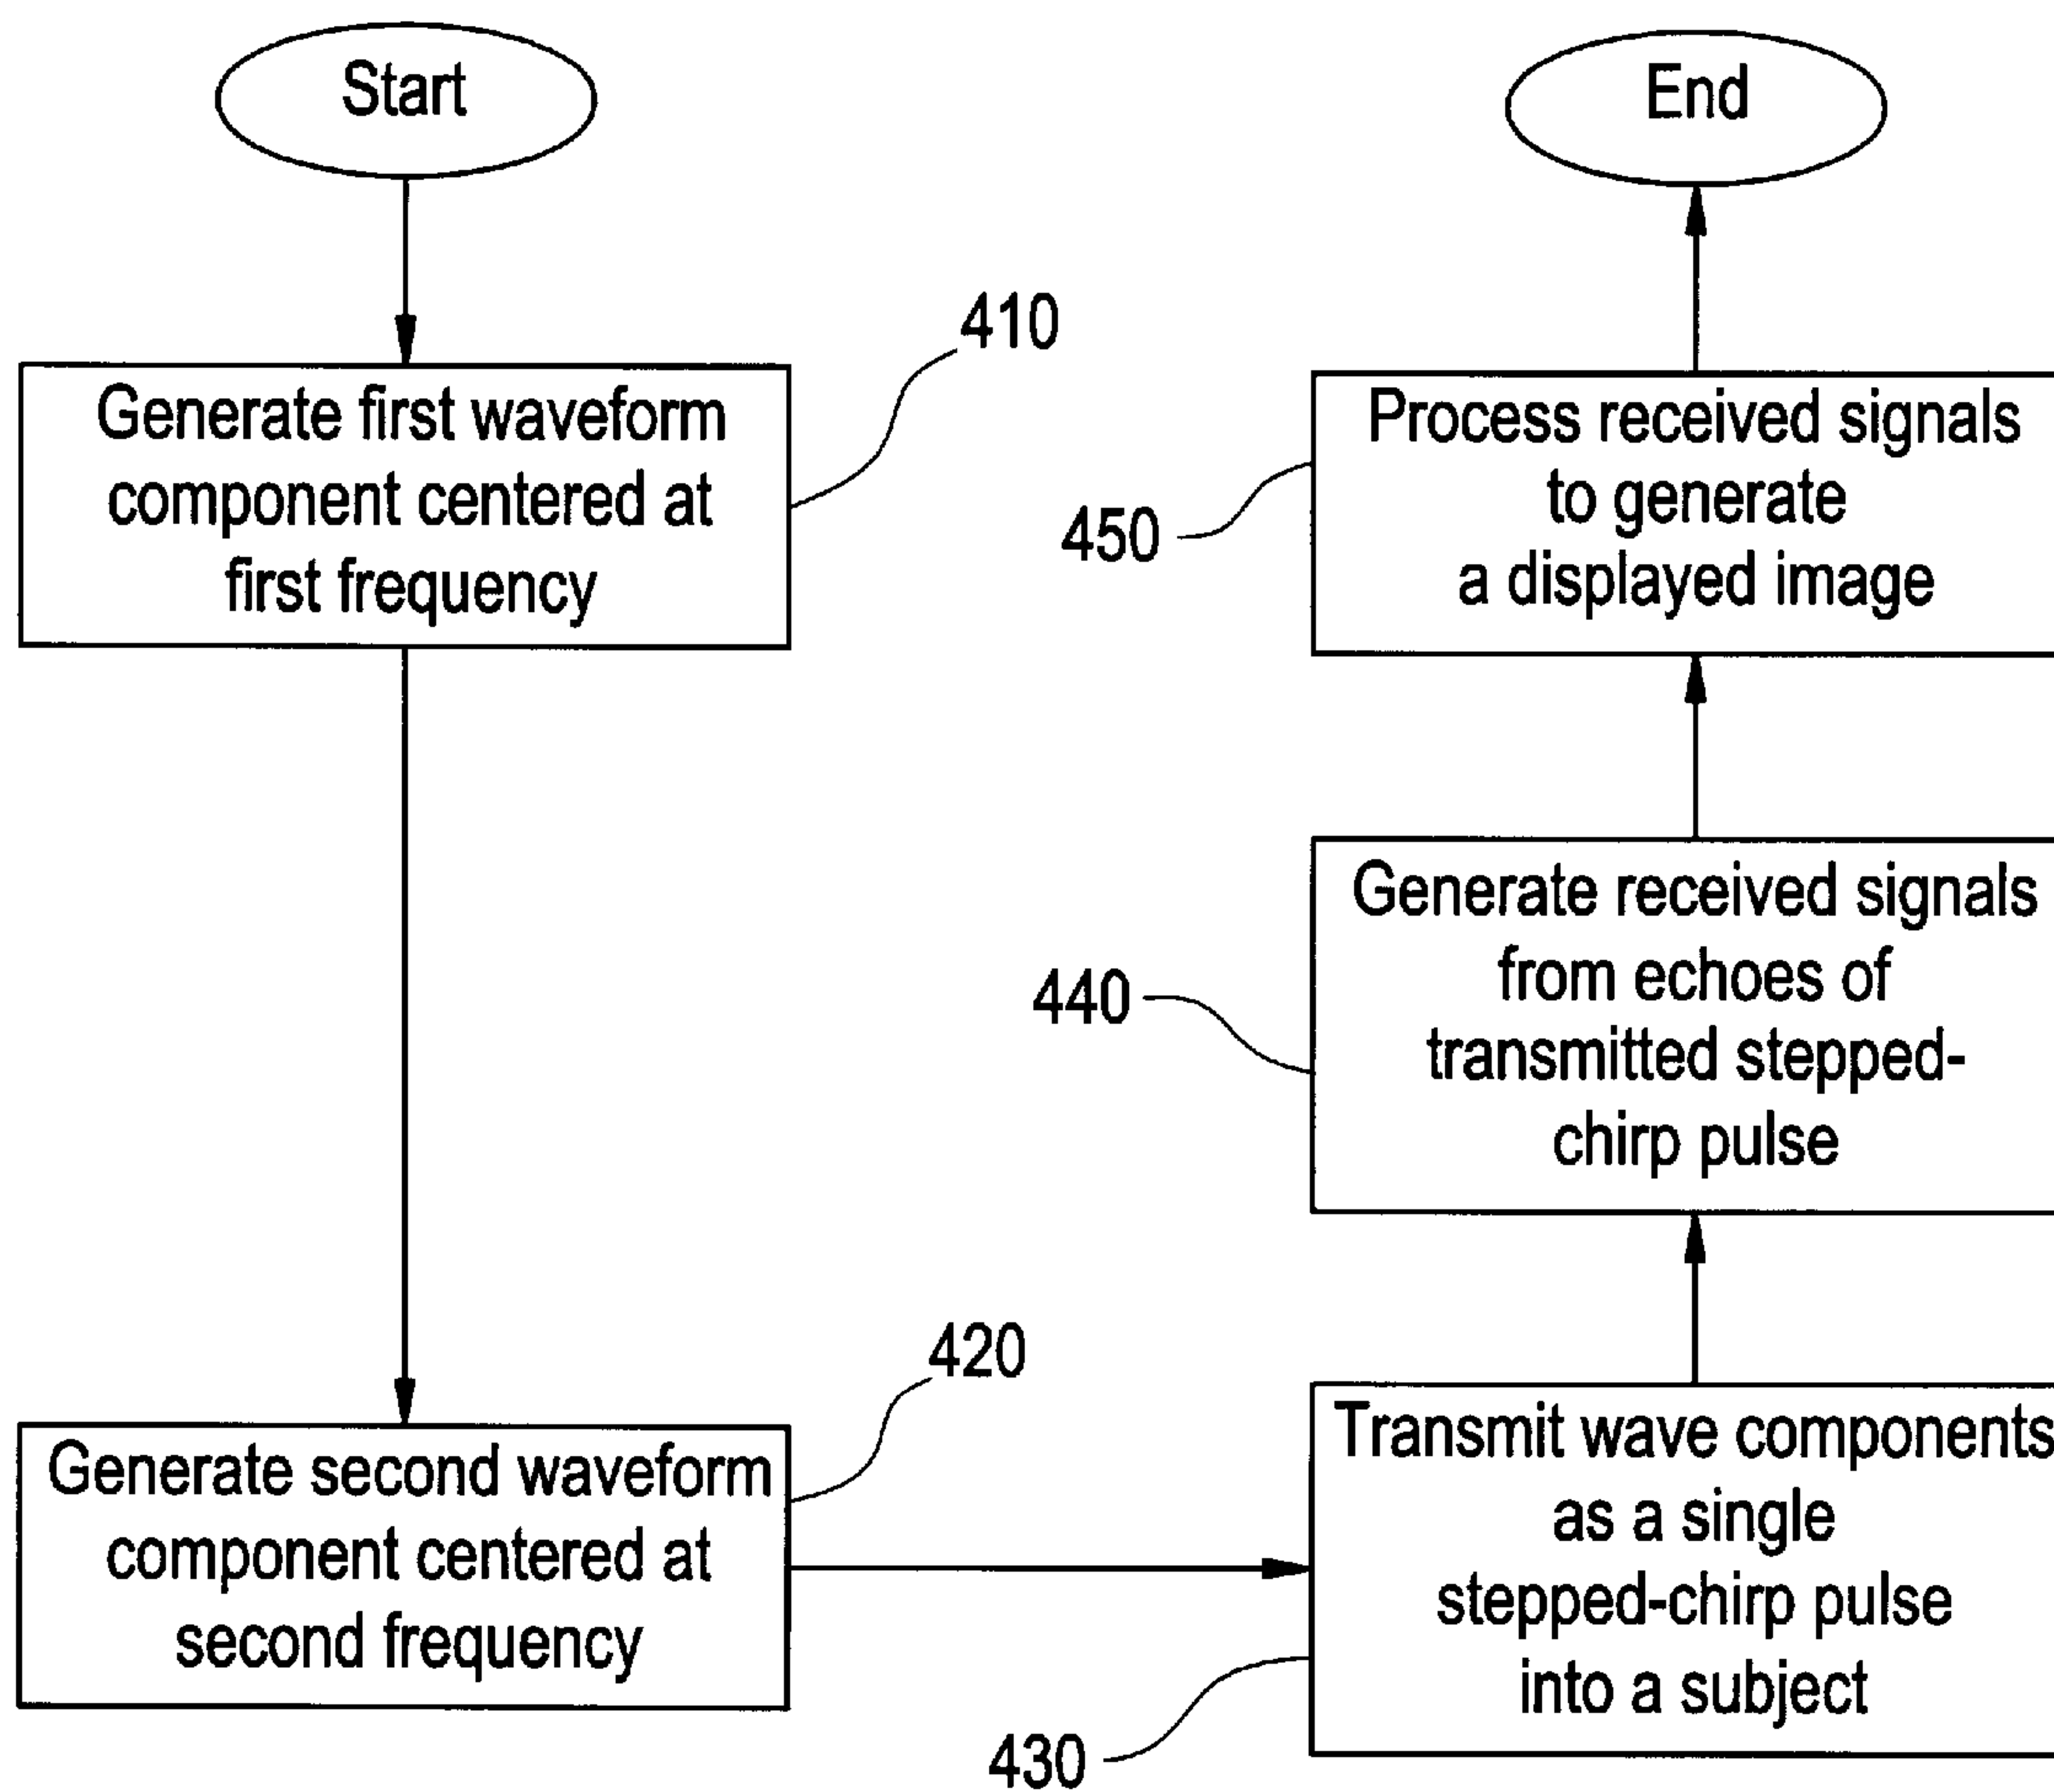 Start
410
Generate first waveform
component centered at
first frequency
420
Generate second waveform
component centered at
second frequency
430
Transmit wave components
as a single
stepped-chirp pulse
into a subject
440
Generate received signals
from echoes of
transmitted stepped-
chirp pulse
450
Process received signals
to generate
a displayed image
End